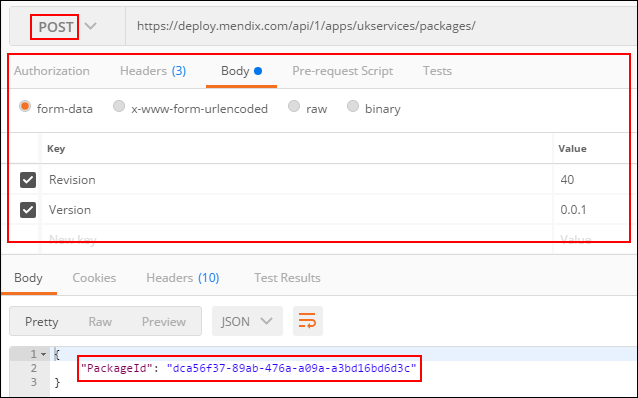 POST https://deploy.mendix.com/api/1/apps/ukservices/packages/
Authorization Headers (3) Body Pre-request Script Tests
form-data x-www-form-urlencoded raw binary
Key Value
Revision 40
Version 0.0.1
New key Value
Body Cookies Headers (10) Test Results
Pretty Raw Preview JSON
1 {
2 "PackageId": "dca56f37-89ab-476a-a09a-a3bd16bd6d3c"
3 }